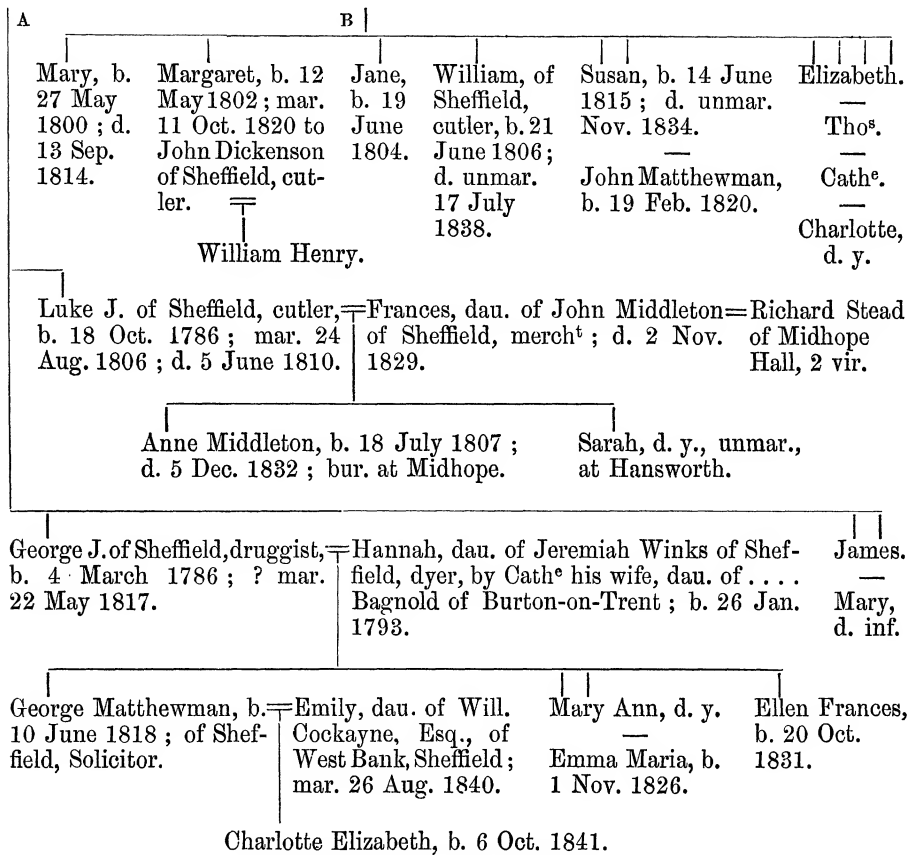 A
B
Mary, b.
27 May
1800 ; d.
13 Sep.
1814.
Margaret, b. 12
May 1802 ; mar.
11 Oct. 1820 to
John Dickenson
of Sheffield, cut-
ler.
William Henry.
Jane,
b. 19
June
1804.
William, of
Sheffield,
cutler, b. 21
June 1806 ;
d. unmar.
17 July
1838.
Susan, b. 14 June
1815 ; d. unmar.
Nov. 1834.
—
John Matthewman,
b. 19 Feb. 1820.
Elizabeth.
—
Thoˢ.
—
Cathᵉ.
—
Charlotte,
d. y.
Luke J. of Sheffield, cutler,
b. 18 Oct. 1786 ; mar. 24
Aug. 1806 ; d. 5 June 1810.
=Frances, dau. of John Middleton=
of Sheffield, merchᵗ ; d. 2 Nov.
1829.
Richard Stead
of Midhope
Hall, 2 vir.
Anne Middleton, b. 18 July 1807 ;
d. 5 Dec. 1832 ; bur. at Midhope.
Sarah, d. y., unmar.,
at Hansworth.
George J. of Sheffield, druggist,
b. 4 March 1786 ; ? mar.
22 May 1817.
=Hannah, dau. of Jeremiah Winks of Shef-
field, dyer, by Cathᵉ his wife, dau. of . . . .
Bagnold of Burton-on-Trent ; b. 26 Jan.
1793.
James.
—
Mary,
d. inf.
George Matthewman, b.
10 June 1818 ; of Shef-
field, Solicitor.
=Emily, dau. of Will.
Cockayne, Esq., of
West Bank, Sheffield ;
mar. 26 Aug. 1840.
Mary Ann, d. y.
—
Emma Maria, b.
1 Nov. 1826.
Ellen Frances,
b. 20 Oct.
1831.
Charlotte Elizabeth, b. 6 Oct. 1841.